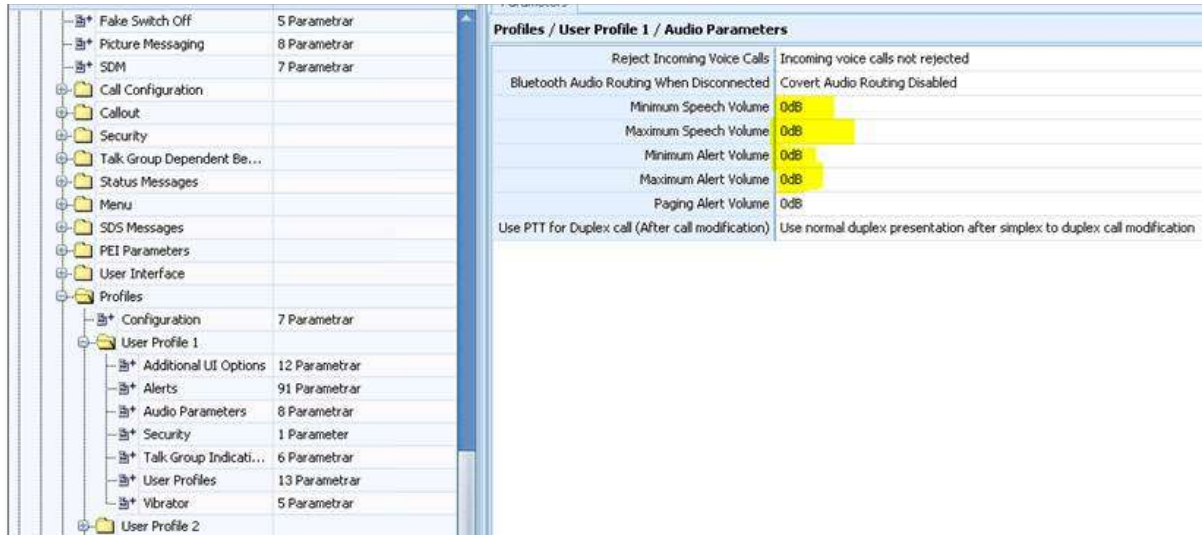 Fake Switch Off 5 Parametrar
Picture Messaging 8 Parametrar
SDM 7 Parametrar
Call Configuration
Callout
Security
Talk Group Dependent Be...
Status Messages
Menu
SDS Messages
PEI Parameters
User Interface
Profiles
Configuration 7 Parametrar
User Profile 1
Additional UI Options 12 Parametrar
Alerts 91 Parametrar
Audio Parameters 8 Parametrar
Security 1 Parameter
Talk Group Indicati... 6 Parametrar
User Profiles 13 Parametrar
Vibrator 5 Parametrar
User Profile 2
Profiles / User Profile 1 / Audio Parameters
Reject Incoming Voice Calls Incoming voice calls not rejected
Bluetooth Audio Routing When Disconnected Covert Audio Routing Disabled
Minimum Speech Volume 0dB
Maximum Speech Volume 0dB
Minimum Alert Volume 0dB
Maximum Alert Volume 0dB
Paging Alert Volume 0dB
Use PTT for Duplex call (After call modification) Use normal duplex presentation after simplex to duplex call modification